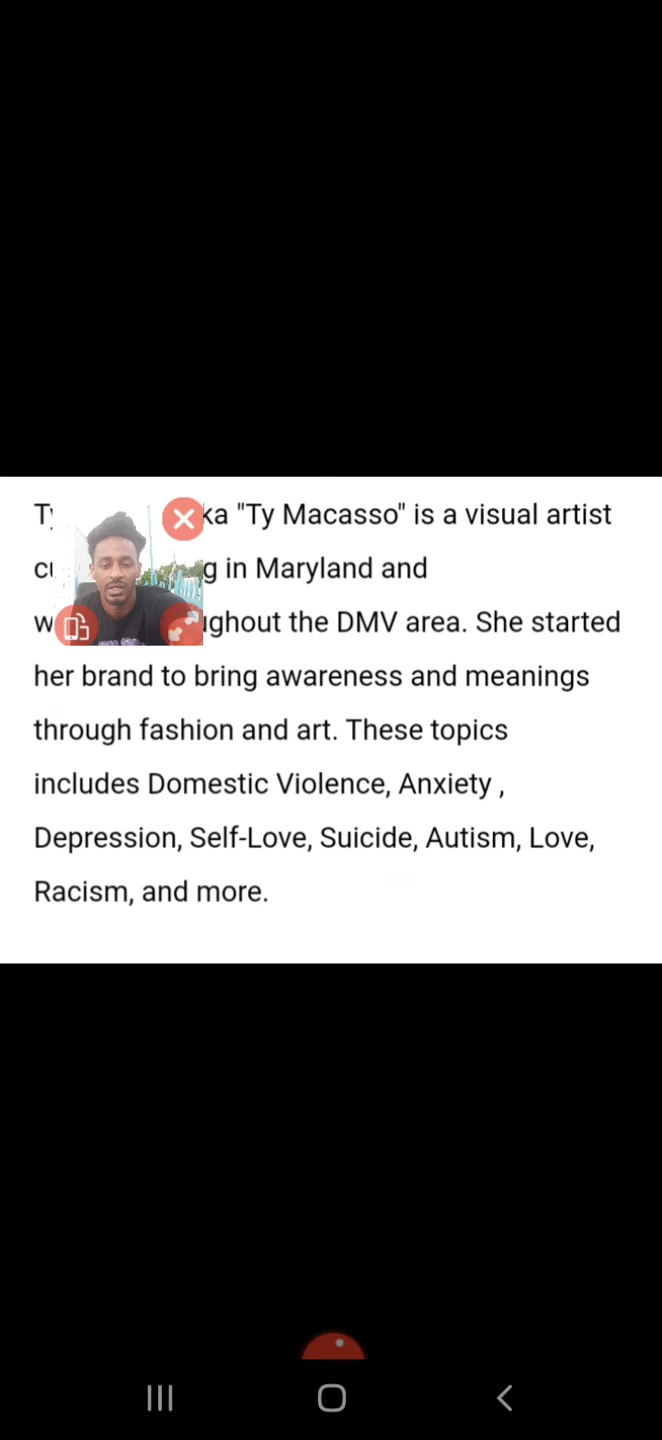 ka "Ty Macasso" is a visual artist
g in Maryland and
ughout the DMV area. She started
her brand to bring awareness and meanings
through fashion and art. These topics
includes Domestic Violence, Anxiety ,
Depression, Self-Love, Suicide, Autism, Love,
Racism, and more.